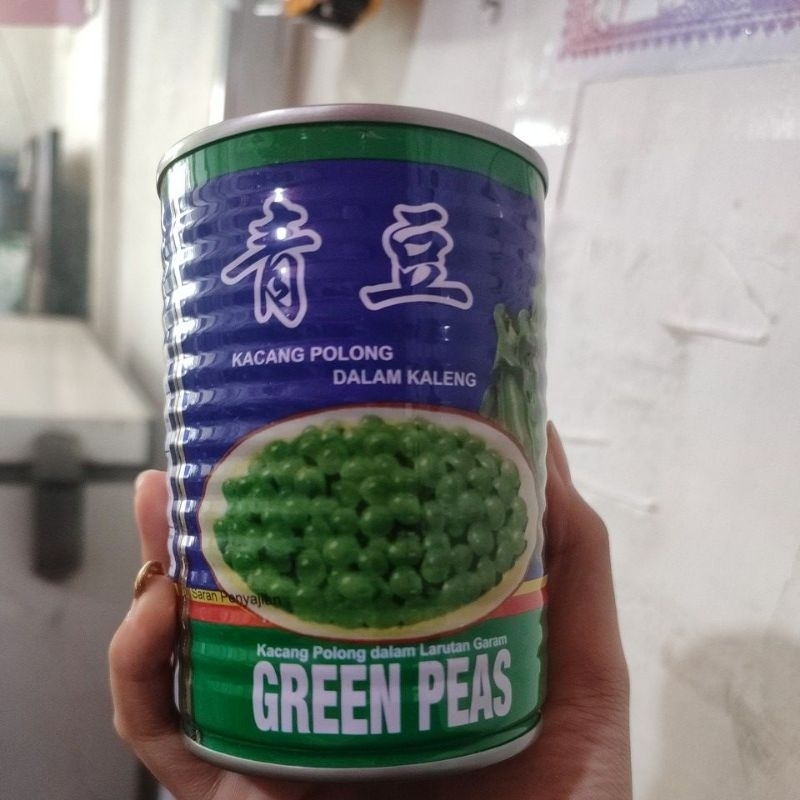 青豆
KACANG POLONG
DALAM KALENG
Saran Penyajian
Kacang Polong dalam Larutan Garam
GREEN PEAS